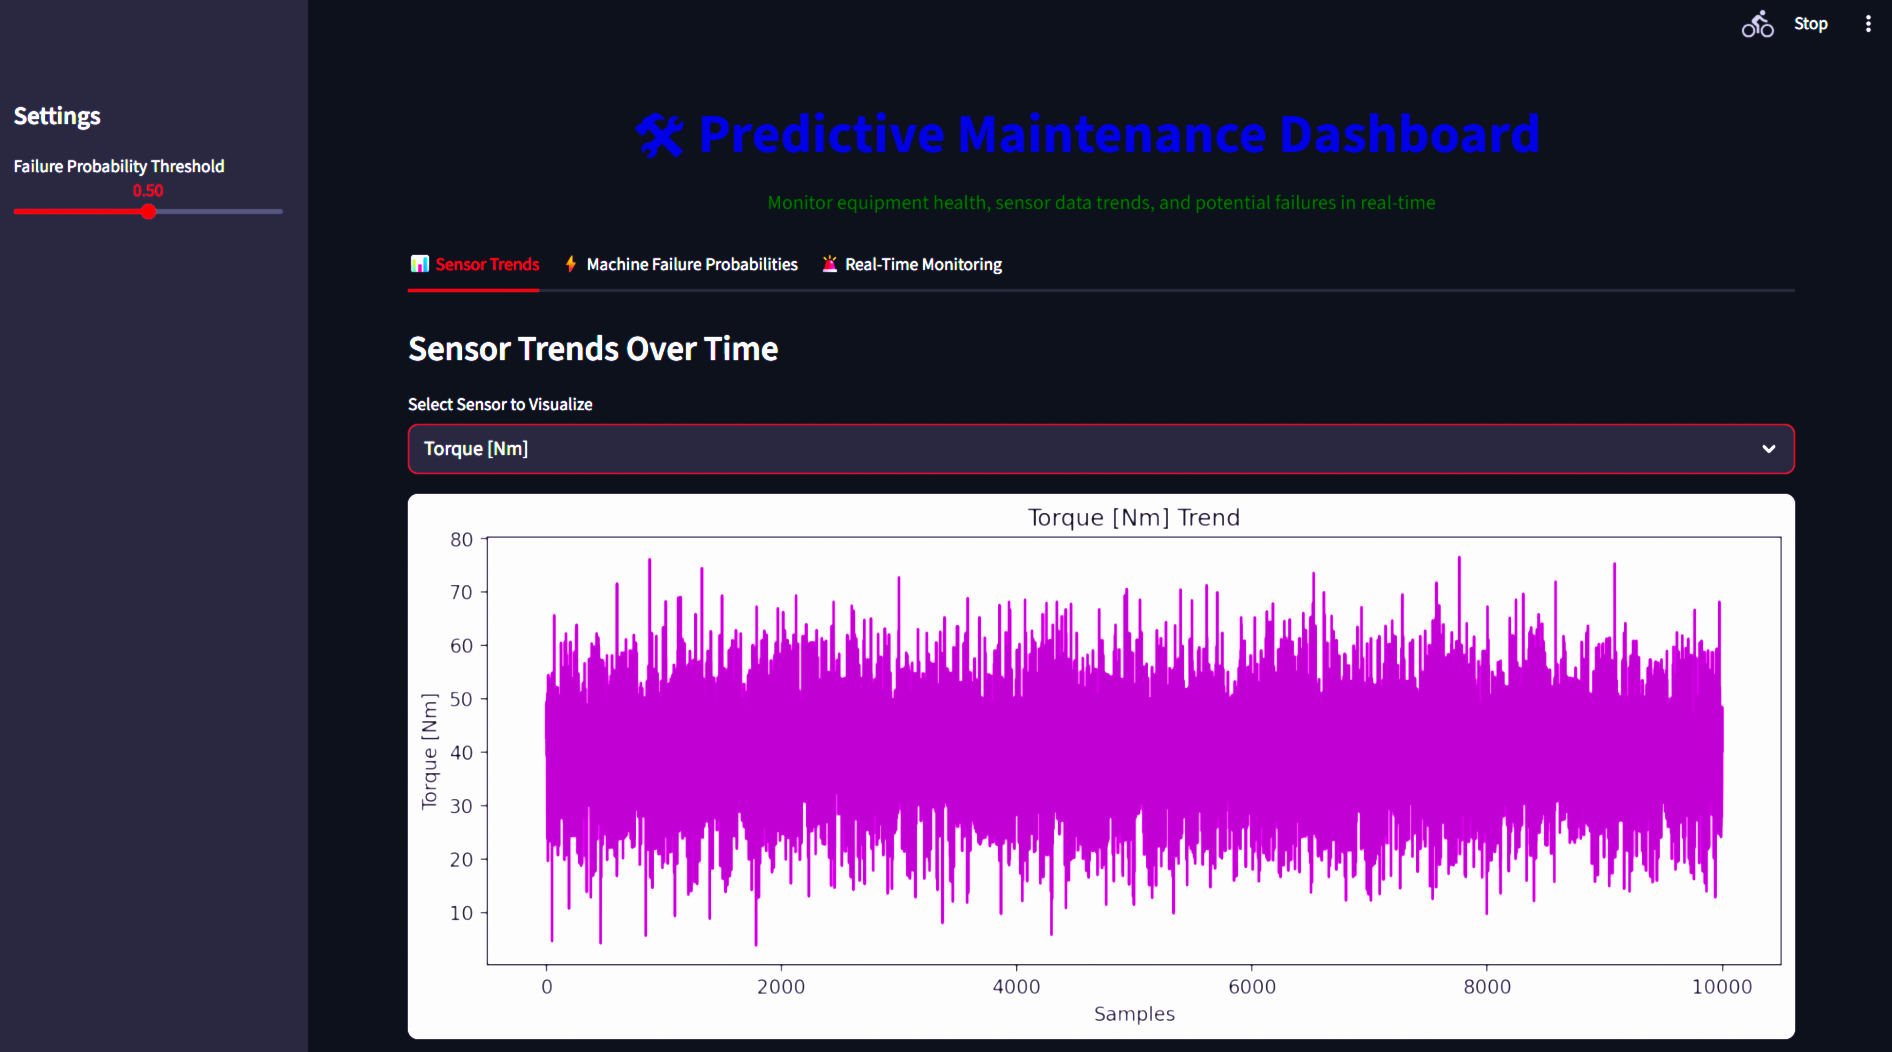 Stop
Settings
Failure Probability Threshold
0.50
🛠 Predictive Maintenance Dashboard
Monitor equipment health, sensor data trends, and potential failures in real-time
📊 Sensor Trends ⚡ Machine Failure Probabilities 🚨 Real-Time Monitoring
Sensor Trends Over Time
Select Sensor to Visualize
Torque [Nm]
Torque [Nm] Trend
Torque [Nm]
80
70
60
50
40
30
20
10
0 2000 4000 6000 8000 10000
Samples